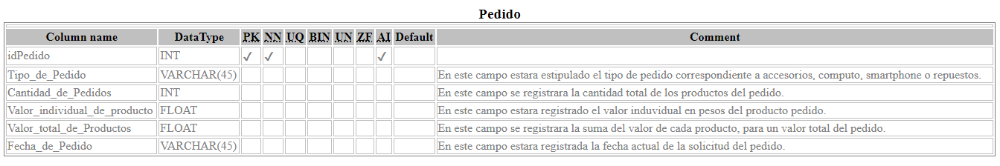 Pedido
Column name DataType PK NN UQ BIN UN ZF AI Default Comment
idPedido INT ✓ ✓ ✓
Tipo_de_Pedido VARCHAR(45) En este campo estara estipulado el tipo de pedido correspondiente a accesorios, computo, smartphone o repuestos.
Cantidad_de_Pedidos INT En este campo se registrara la cantidad total de los productos del pedido.
Valor_individual_de_producto FLOAT En este campo estara registrado el valor induvidual en pesos del producto pedido.
Valor_total_de_Productos FLOAT En este campo se registrara la suma del valor de cada producto, para un valor total del pedido.
Fecha_de_Pedido VARCHAR(45) En este campo estara registrada la fecha actual de la solicitud del pedido.